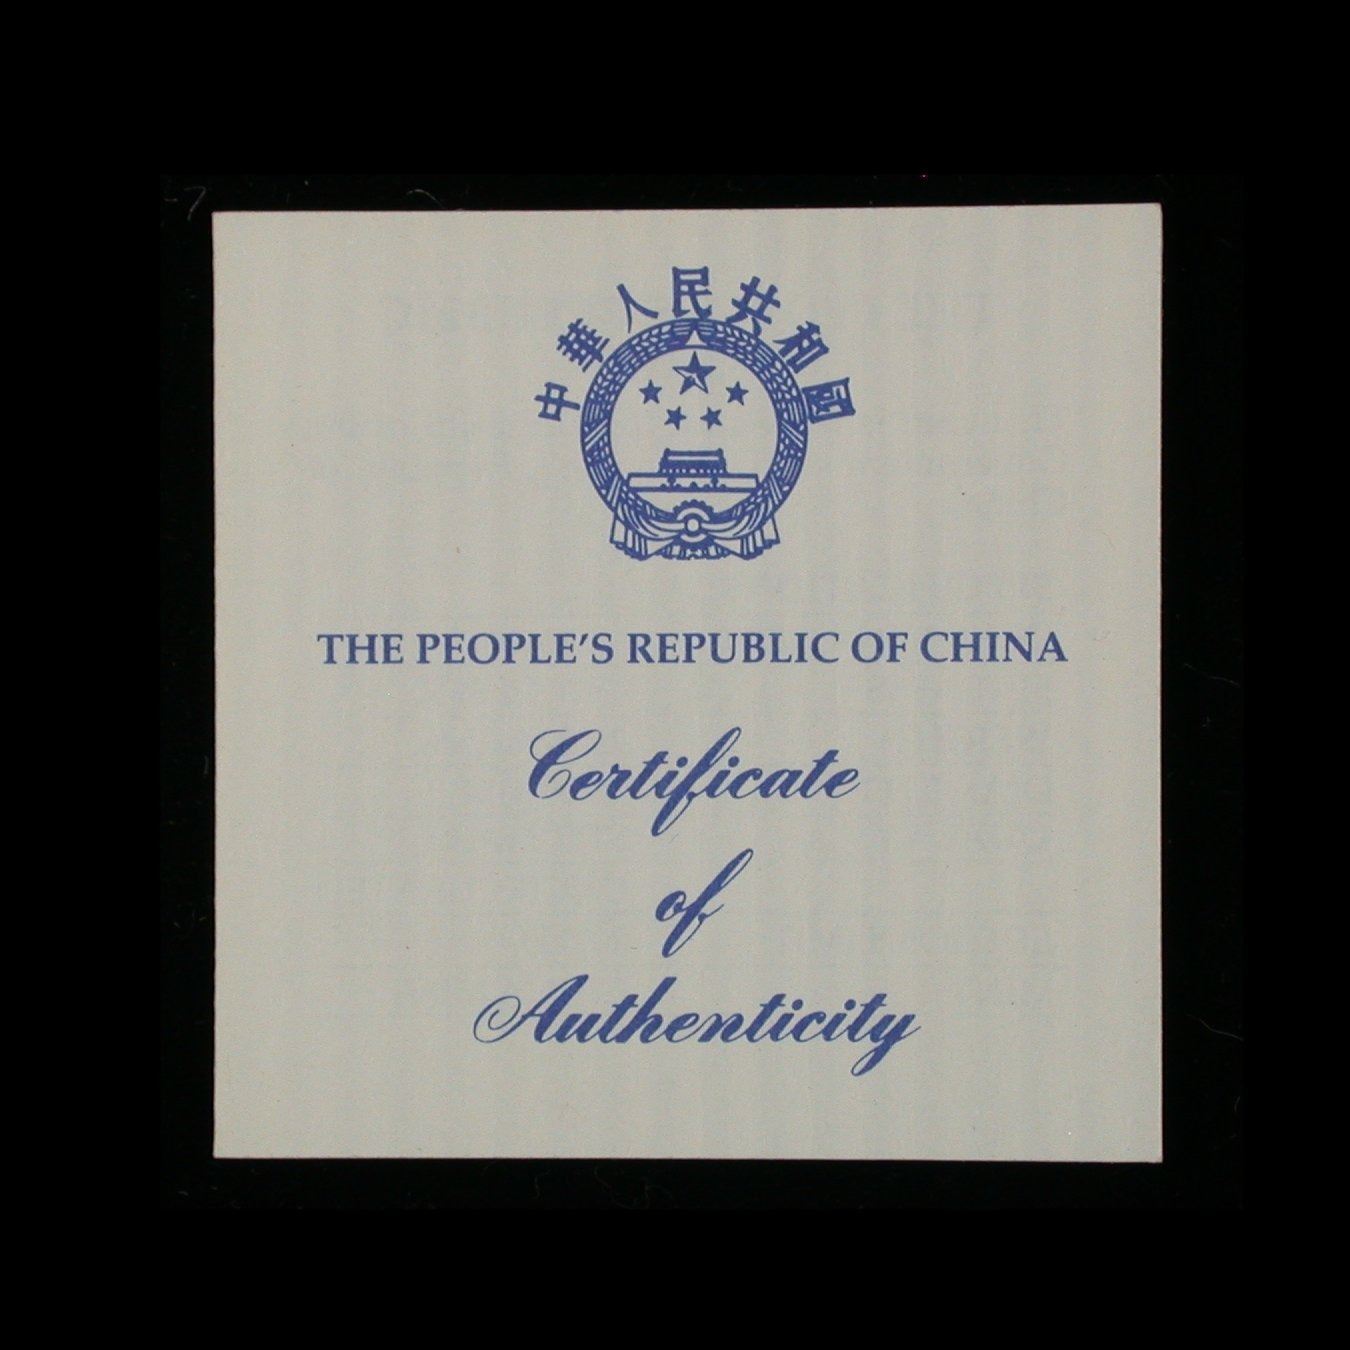 中華人民共和國
THE PEOPLE'S REPUBLIC OF CHINA
Certificate
of
Authenticity